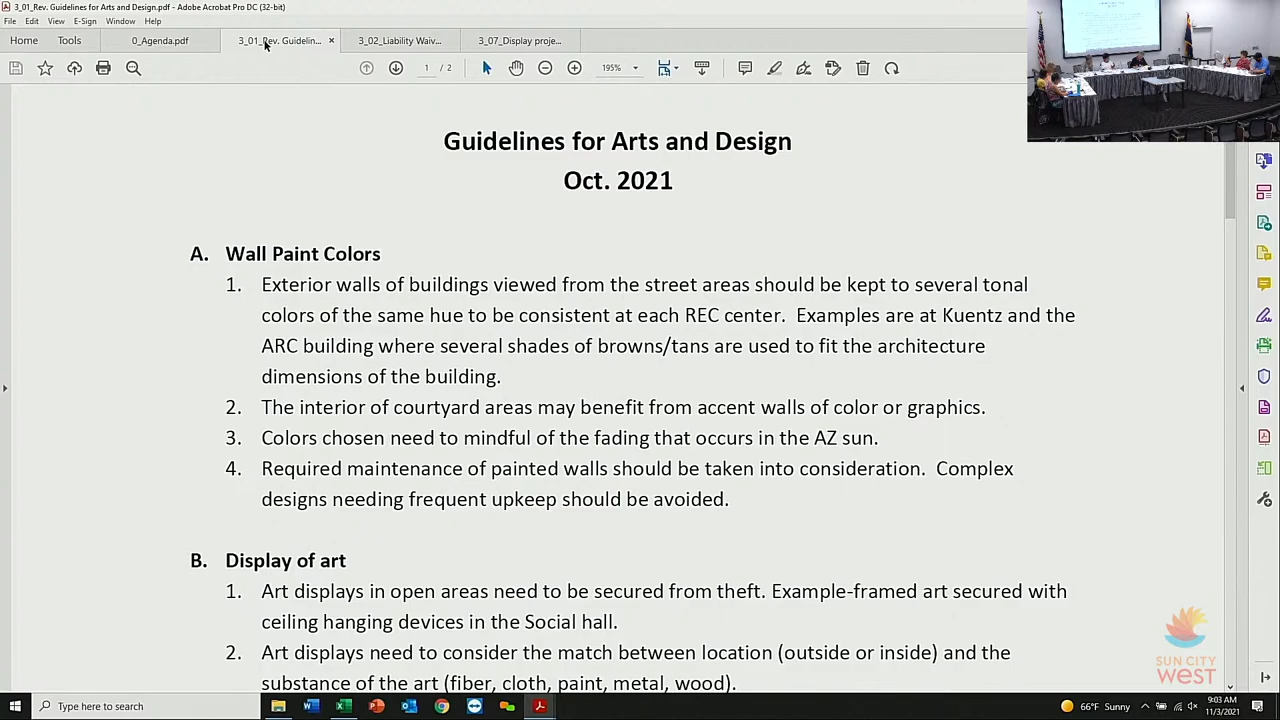 3_01_Rev. Guidelines for Arts and Design.pdf - Adobe Acrobat Pro DC (32-bit)
File Edit View E-Sign Window Help
Home Tools 0_Agenda.pdf 3_01_Rev. Guidelin... × 3_02_Liability Waiv... 3_07_Display proje...
1 / 2 195%
Guidelines for Arts and Design
Oct. 2021
A. Wall Paint Colors
1. Exterior walls of buildings viewed from the street areas should be kept to several tonal
colors of the same hue to be consistent at each REC center. Examples are at Kuentz and the
ARC building where several shades of browns/tans are used to fit the architecture
dimensions of the building.
2. The interior of courtyard areas may benefit from accent walls of color or graphics.
3. Colors chosen need to mindful of the fading that occurs in the AZ sun.
4. Required maintenance of painted walls should be taken into consideration. Complex
designs needing frequent upkeep should be avoided.
B. Display of art
1. Art displays in open areas need to be secured from theft. Example-framed art secured with
ceiling hanging devices in the Social hall.
2. Art displays need to consider the match between location (outside or inside) and the
substance of the art (fiber, cloth, paint, metal, wood).
SUN CITY
WEST
Type here to search
66°F Sunny
9:03 AM
11/3/2021